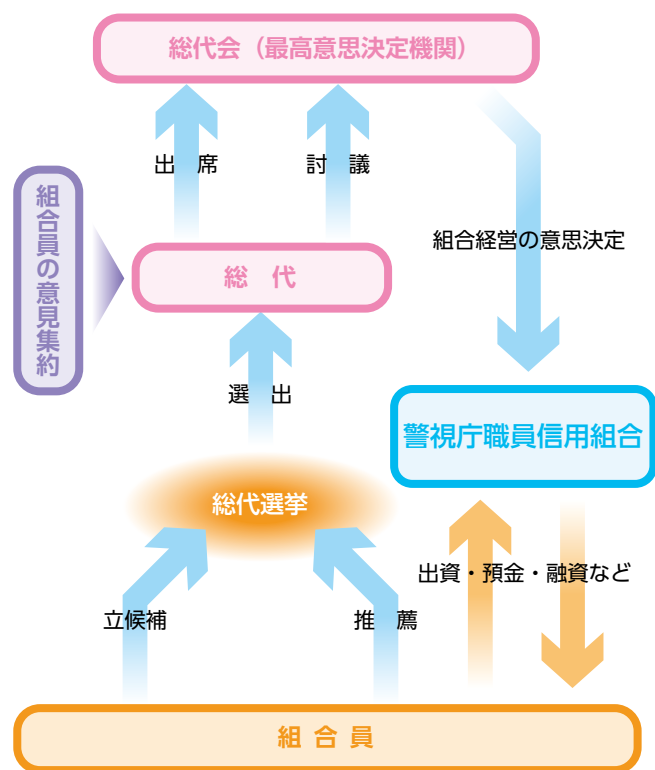 総代会（最高意思決定機関）
出　席
討　議
組合員の意見集約
組合経営の意思決定
総　代
選　出
警視庁職員信用組合
総代選挙
出資・預金・融資など
立候補
推　薦
組 合 員